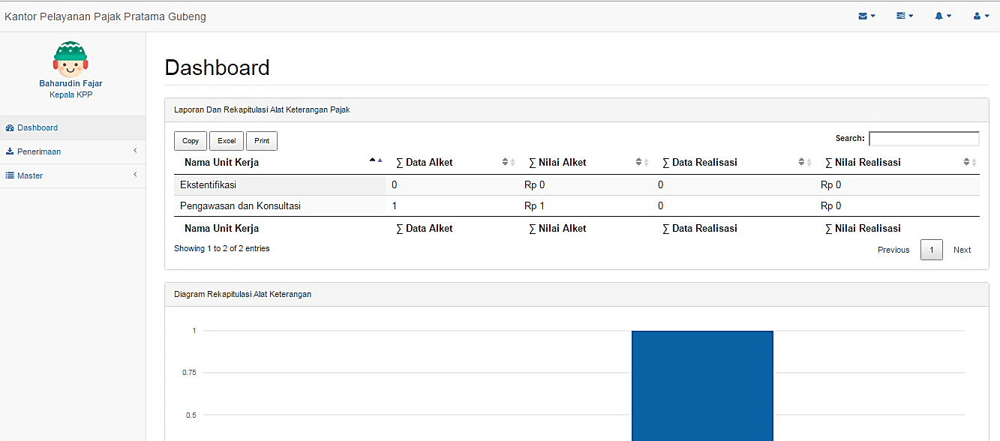 Kantor Pelayanan Pajak Pratama Gubeng
Baharudin Fajar
Kepala KPP
Dashboard
Penerimaan
Master
Dashboard
Laporan Dan Rekapitulasi Alat Keterangan Pajak
Copy Excel Print Search:
Nama Unit Kerja ∑ Data Alket ∑ Nilai Alket ∑ Data Realisasi ∑ Nilai Realisasi
Ekstentifikasi 0 Rp 0 0 Rp 0
Pengawasan dan Konsultasi 1 Rp 1 0 Rp 0
Nama Unit Kerja ∑ Data Alket ∑ Nilai Alket ∑ Data Realisasi ∑ Nilai Realisasi
Showing 1 to 2 of 2 entries Previous 1 Next
Diagram Rekapitulasi Alat Keterangan
1
0.75
0.5